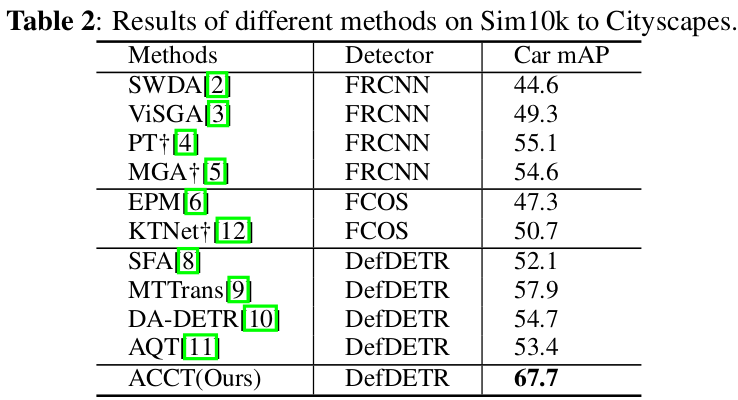 Table 2: Results of different methods on Sim10k to Cityscapes.
Methods Detector Car mAP
SWDA[2] FRCNN 44.6
ViSGA[3] FRCNN 49.3
PT†[4] FRCNN 55.1
MGA†[5] FRCNN 54.6
EPM[6] FCOS 47.3
KTNet†[12] FCOS 50.7
SFA[8] DefDETR 52.1
MTTrans[9] DefDETR 57.9
DA-DETR[10] DefDETR 54.7
AQT[11] DefDETR 53.4
ACCT(Ours) DefDETR 67.7